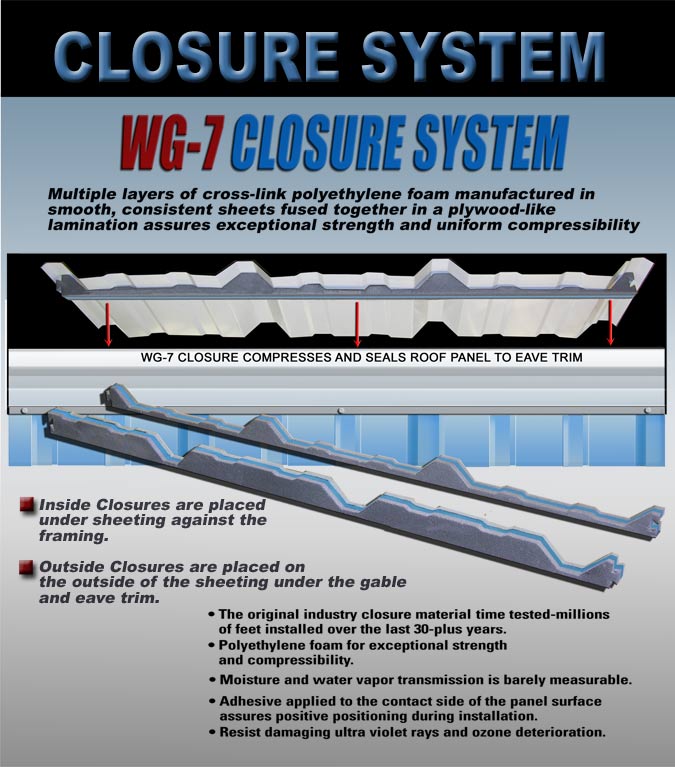 CLOSURE SYSTEM
WG-7 CLOSURE SYSTEM
Multiple layers of cross-link polyethylene foam manufactured in
smooth, consistent sheets fused together in a plywood-like
lamination assures exceptional strength and uniform compressibility
WG-7 CLOSURE COMPRESSES AND SEALS ROOF PANEL TO EAVE TRIM
Inside Closures are placed
under sheeting against the
framing.
Outside Closures are placed on
the outside of the sheeting under the gable
and eave trim.
• The original industry closure material time tested-millions
of feet installed over the last 30-plus years.
• Polyethylene foam for exceptional strength
and compressibility.
• Moisture and water vapor transmission is barely measurable.
• Adhesive applied to the contact side of the panel surface
assures positive positioning during installation.
• Resist damaging ultra violet rays and ozone deterioration.